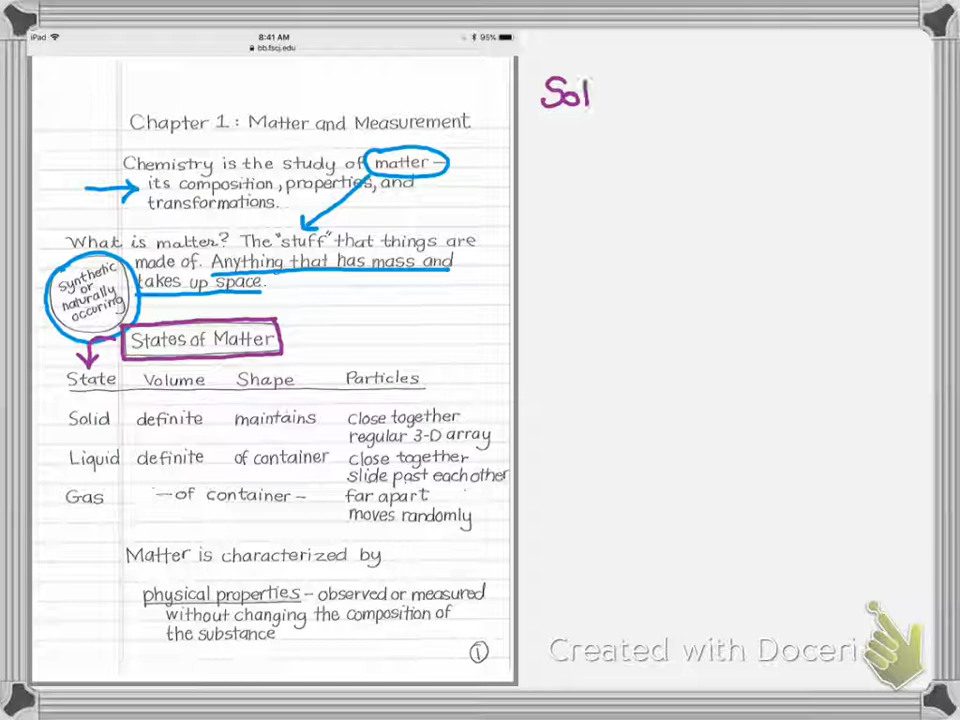 iPad 8:41 AM 95%
bb.fscj.edu
Sol
Chapter 1: Matter and Measurement
Chemistry is the study of matter –
its composition, properties, and
transformations.
What is matter? The "stuff" that things are
made of. Anything that has mass and
takes up space.
synthetic
or
naturally
occuring
States of Matter
State Volume Shape Particles
Solid definite maintains close together
regular 3-D array
Liquid definite of container close together
slide past each other
Gas – of container – far apart
moves randomly
Matter is characterized by
physical properties – observed or measured
without changing the composition of
the substance
1
Created with Doceri